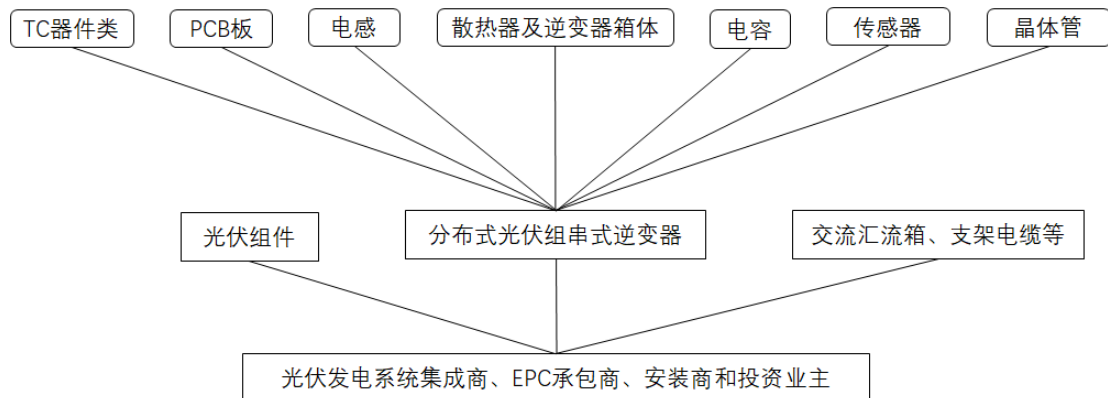 TC器件类
PCB板
电感
散热器及逆变器箱体
电容
传感器
晶体管
光伏组件
分布式光伏组串式逆变器
交流汇流箱、支架电缆等
光伏发电系统集成商、EPC承包商、安装商和投资业主